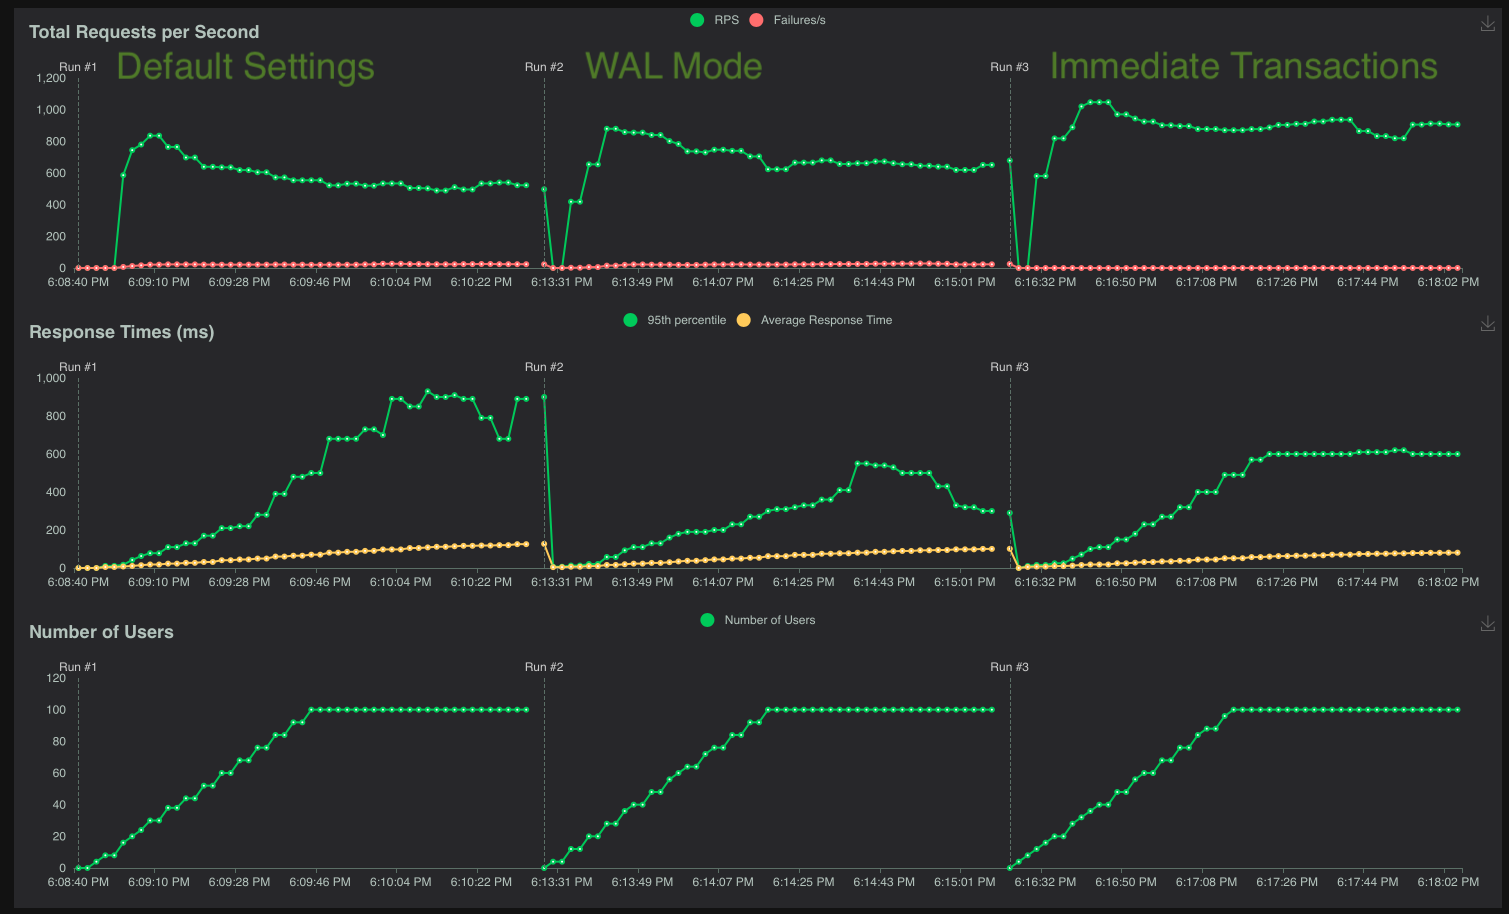 RPS Failures/s
Total Requests per Second
Default Settings WAL Mode Immediate Transactions
Run #1 Run #2 Run #3
1,200
1,000
800
600
400
200
0
6:08:40 PM 6:09:10 PM 6:09:28 PM 6:09:46 PM 6:10:04 PM 6:10:22 PM 6:13:31 PM 6:13:49 PM 6:14:07 PM 6:14:25 PM 6:14:43 PM 6:15:01 PM 6:16:32 PM 6:16:50 PM 6:17:08 PM 6:17:26 PM 6:17:44 PM 6:18:02 PM
95th percentile Average Response Time
Response Times (ms)
Run #1 Run #2 Run #3
1,000
800
600
400
200
0
6:08:40 PM 6:09:10 PM 6:09:28 PM 6:09:46 PM 6:10:04 PM 6:10:22 PM 6:13:31 PM 6:13:49 PM 6:14:07 PM 6:14:25 PM 6:14:43 PM 6:15:01 PM 6:16:32 PM 6:16:50 PM 6:17:08 PM 6:17:26 PM 6:17:44 PM 6:18:02 PM
Number of Users
Number of Users
Run #1 Run #2 Run #3
120
100
80
60
40
20
0
6:08:40 PM 6:09:10 PM 6:09:28 PM 6:09:46 PM 6:10:04 PM 6:10:22 PM 6:13:31 PM 6:13:49 PM 6:14:07 PM 6:14:25 PM 6:14:43 PM 6:15:01 PM 6:16:32 PM 6:16:50 PM 6:17:08 PM 6:17:26 PM 6:17:44 PM 6:18:02 PM